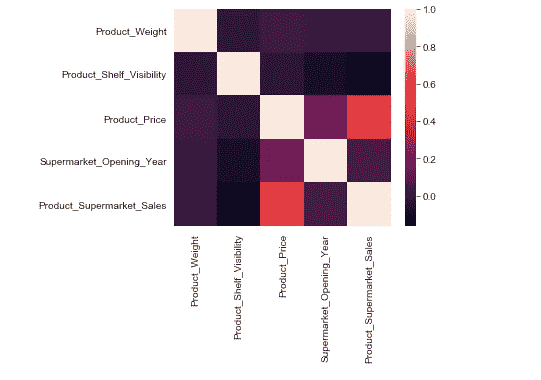 Product_Weight
Product_Shelf_Visibility
Product_Price
Supermarket_Opening_Year
Product_Supermarket_Sales
Product_Weight
Product_Shelf_Visibility
Product_Price
Supermarket_Opening_Year
Product_Supermarket_Sales
1.0
0.8
0.6
0.4
0.2
0.0